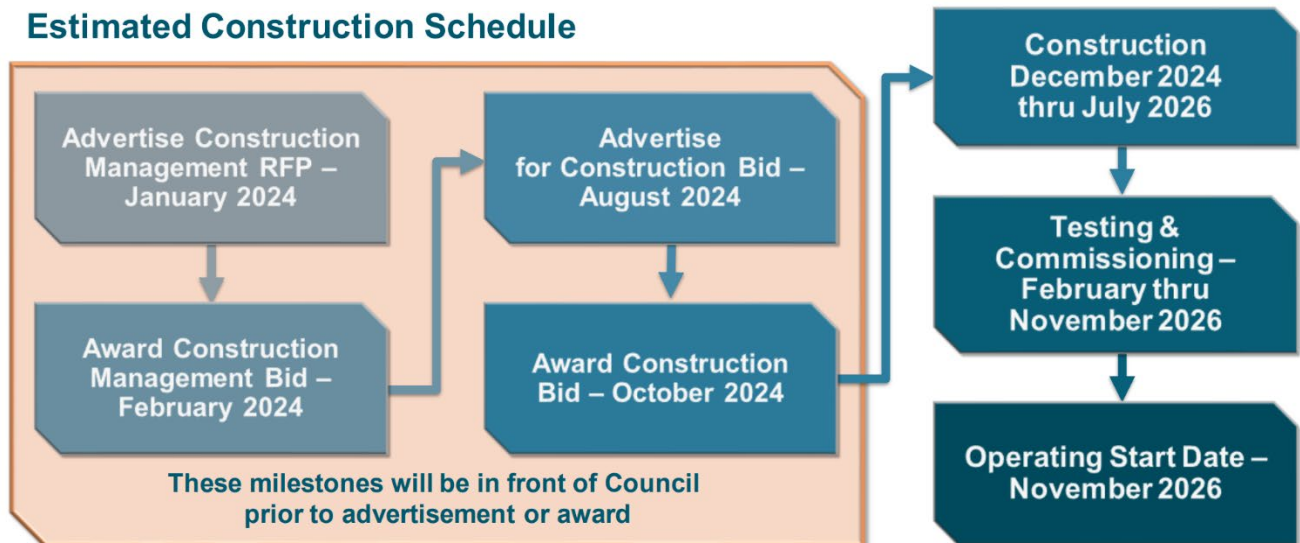 Estimated Construction Schedule
Advertise Construction
Management RFP –
January 2024
Award Construction
Management Bid –
February 2024
Advertise
for Construction Bid –
August 2024
Award Construction
Bid – October 2024
These milestones will be in front of Council
prior to advertisement or award
Construction
December 2024
thru July 2026
Testing &
Commissioning –
February thru
November 2026
Operating Start Date –
November 2026